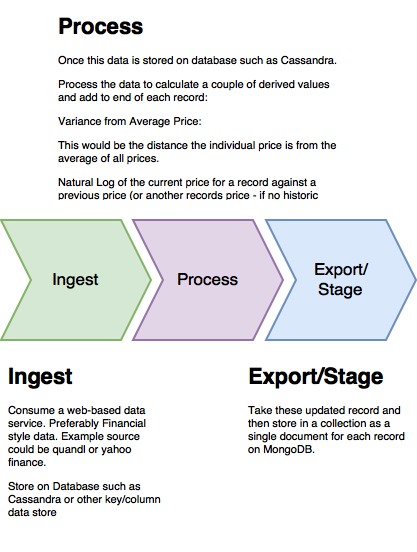 Process
Once this data is stored on database such as Cassandra.
Process the data to calculate a couple of derived values
and add to end of each record:
Variance from Average Price:
This would be the distance the individual price is from the
average of all prices.
Natural Log of the current price for a record against a
previous price (or another records price - if no historic
Ingest
Process
Export/
Stage
Ingest
Consume a web-based data
service. Preferably Financial
style data. Example source
could be quandl or yahoo
finance.
Store on Database such as
Cassandra or other key/column
data store
Export/Stage
Take these updated record and
then store in a collection as a
single document for each record
on MongoDB.